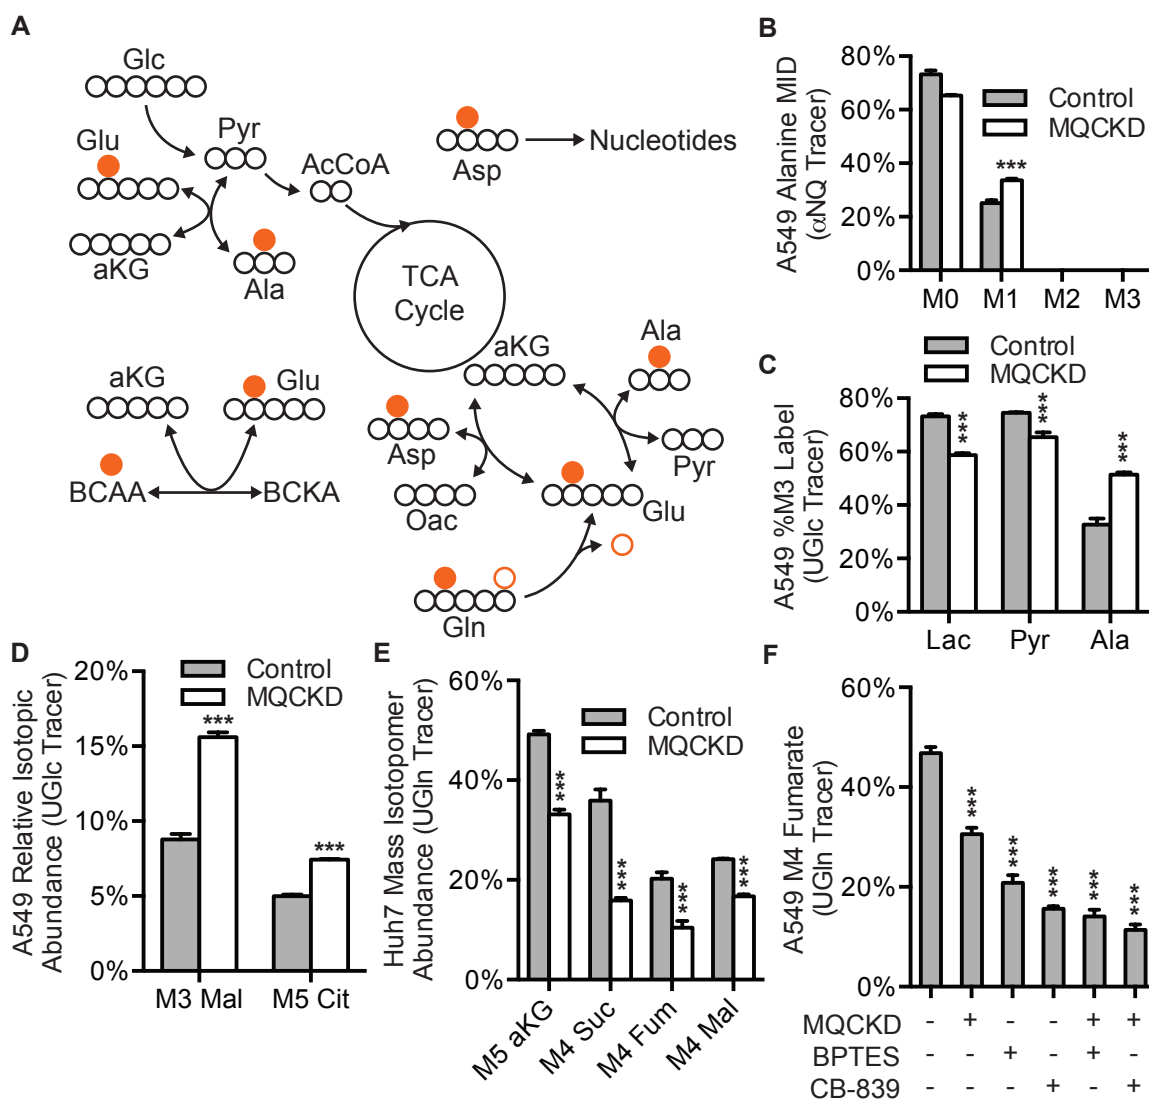 A
Glc
Glu
Pyr
AcCoA
aKG
Ala
Asp
Nucleotides
TCA
Cycle
aKG
Glu
BCAA
BCKA
aKG
Ala
Asp
Pyr
Oac
Glu
Gln
B
A549 Alanine MID
(αNQ Tracer)
80%
60%
40%
20%
0%
Control
MQCKD
***
M0 M1 M2 M3
C
A549 %M3 Label
(UGlc Tracer)
Control
MQCKD
80%
60%
40%
20%
0%
*** *** ***
Lac Pyr Ala
D
A549 Relative Isotopic
Abundance (UGlc Tracer)
20%
15%
10%
5%
0%
Control
MQCKD
*** ***
M3 Mal M5 Cit
E
Huh7 Mass Isotopomer
Abundance (UGln Tracer)
60%
40%
20%
0%
Control
MQCKD
*** *** *** ***
M5 aKG M4 Suc M4 Fum M4 Mal
F
A549 M4 Fumarate
(UGln Tracer)
60%
40%
20%
0%
*** *** *** *** ***
MQCKD - + - - + +
BPTES - - + - + -
CB-839 - - - + - +